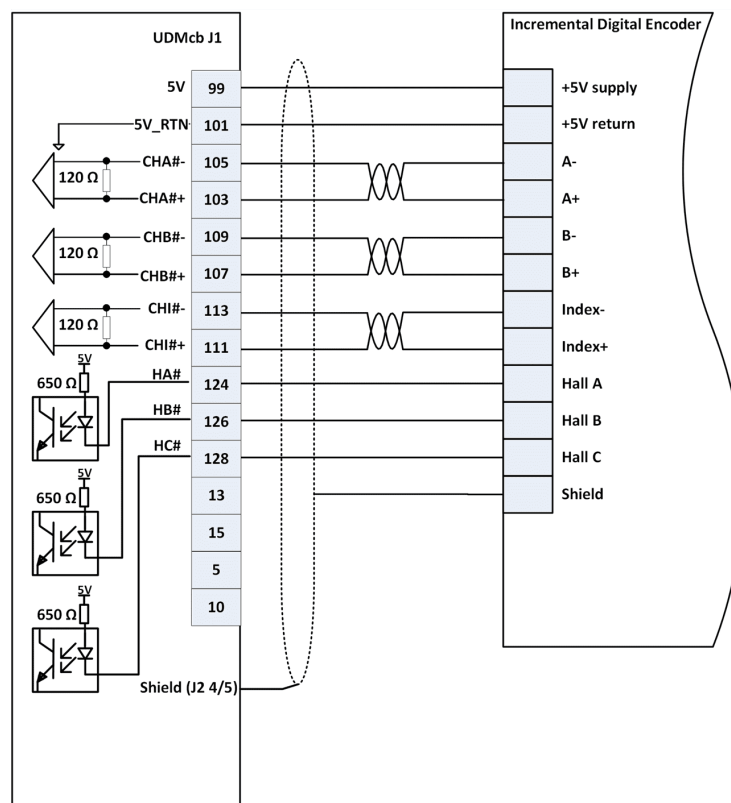 Incremental Digital Encoder
UDMcb J1
5V 99 +5V supply
5V_RTN 101 +5V return
CHA#- 105 A-
120 Ω
CHA#+ 103 A+
CHB#- 109 B-
120 Ω
CHB#+ 107 B+
CHI#- 113 Index-
120 Ω
CHI#+ 111 Index+
5V
650 Ω
HA# 124 Hall A
HB# 126 Hall B
HC# 128 Hall C
5V
650 Ω
13 Shield
15
5
5V
650 Ω
10
Shield (J2 4/5)